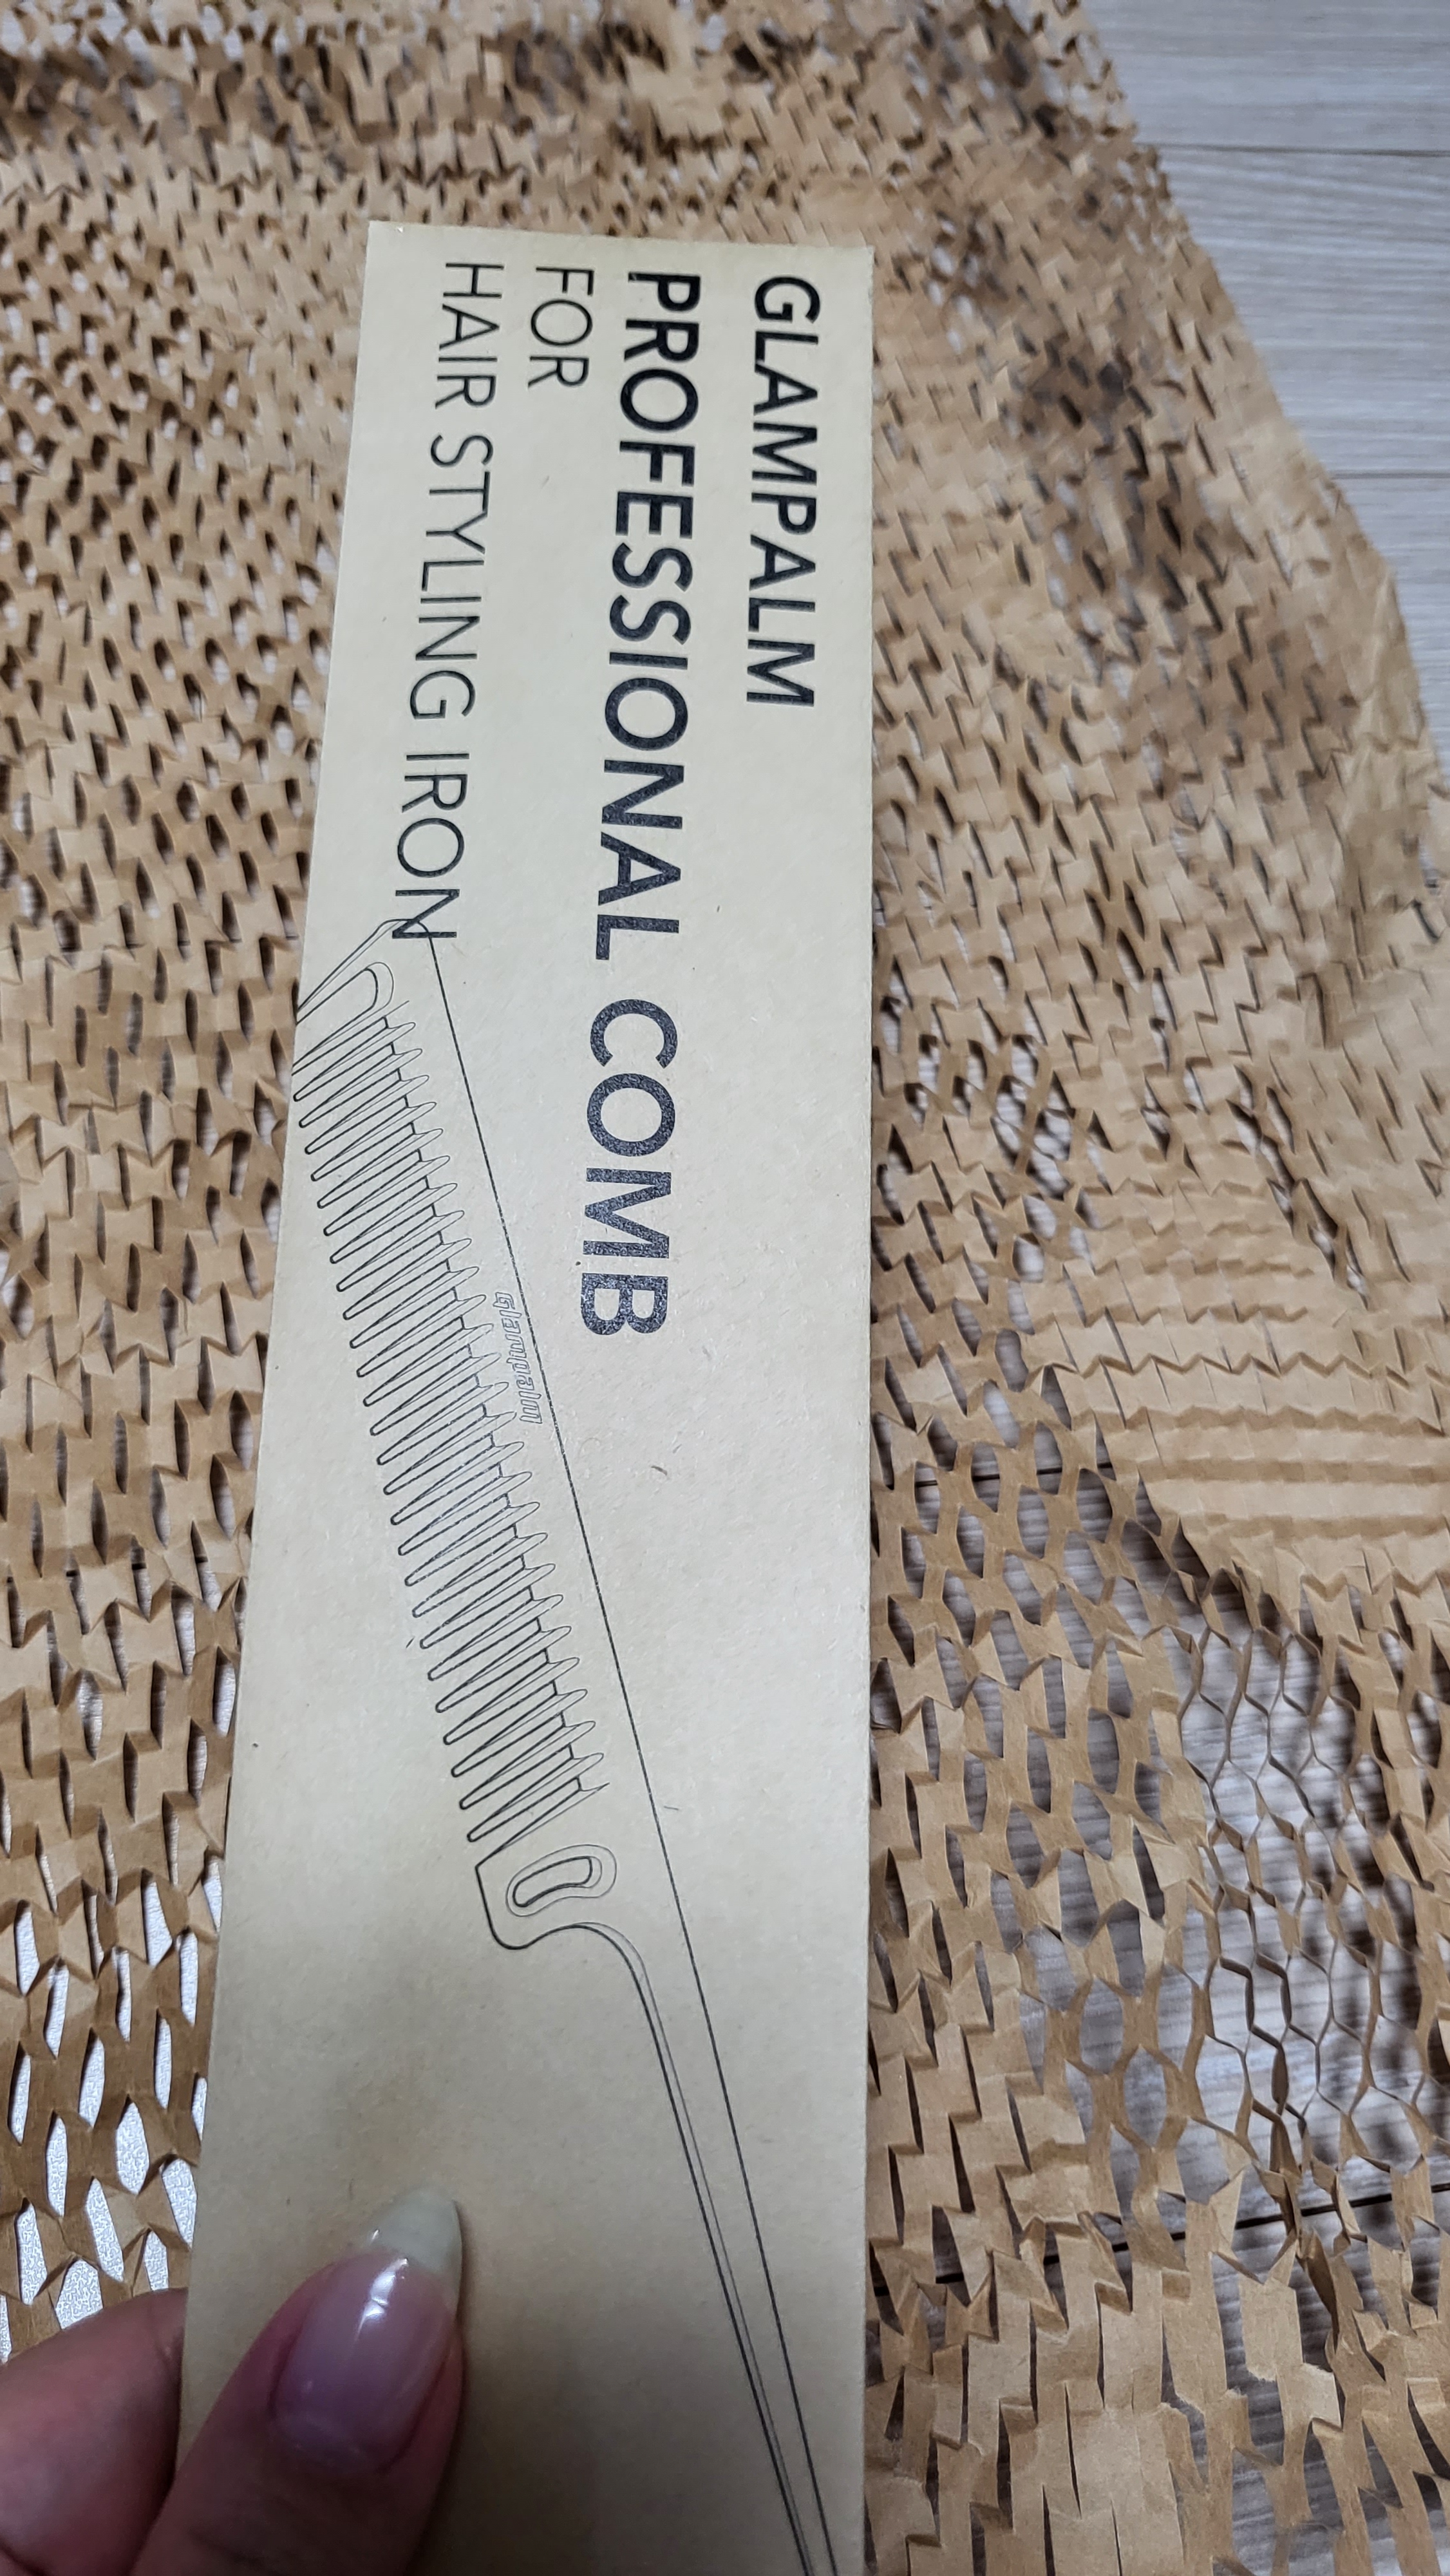 GLAMPALM
PROFESSIONAL COMB
FOR
HAIR STYLING IRON
Glampalm